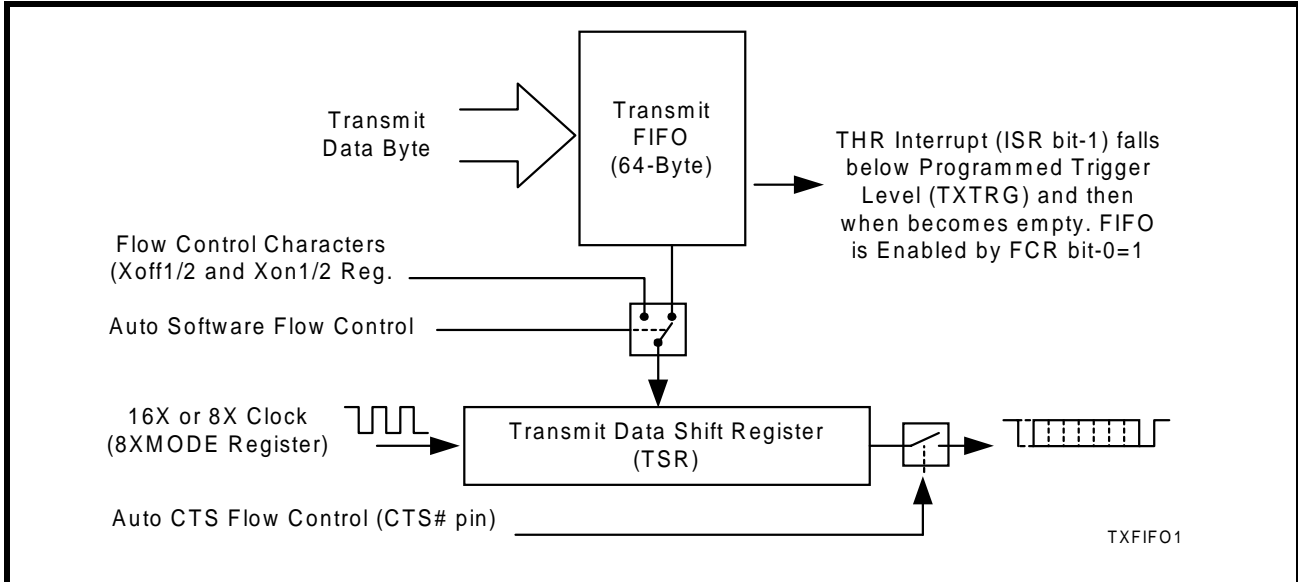 Transmit
Data Byte
Transmit
FIFO
(64-Byte)
THR Interrupt (ISR bit-1) falls
below Programmed Trigger
Level (TXTRG) and then
when becomes empty. FIFO
is Enabled by FCR bit-0=1
Flow Control Characters
(Xoff1/2 and Xon1/2 Reg.
Auto Software Flow Control
16X or 8X Clock
(8XMODE Register)
Transmit Data Shift Register
(TSR)
Auto CTS Flow Control (CTS# pin)
TXFIFO1